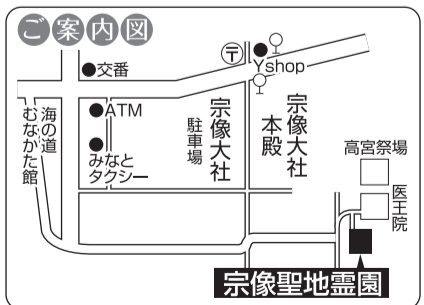 ご案内図
〒
Yshop
交番
ATM
みなと
タクシー
海の道
むなかた館
宗像大社
駐車場
宗像大社
本殿
高宮祭場
医王院
宗像聖地霊園